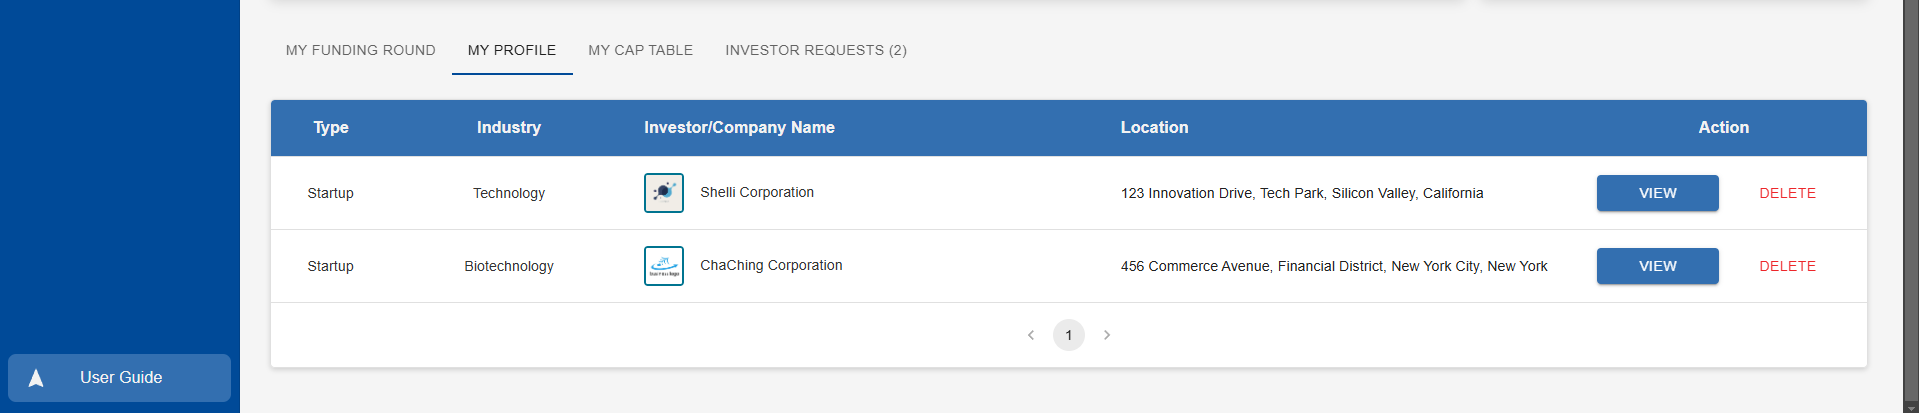 MY FUNDING ROUND MY PROFILE MY CAP TABLE INVESTOR REQUESTS (2)
Type Industry Investor/Company Name Location Action
Startup Technology Shelli Corporation 123 Innovation Drive, Tech Park, Silicon Valley, California VIEW DELETE
Startup Biotechnology ChaChing Corporation 456 Commerce Avenue, Financial District, New York City, New York VIEW DELETE
1
User Guide